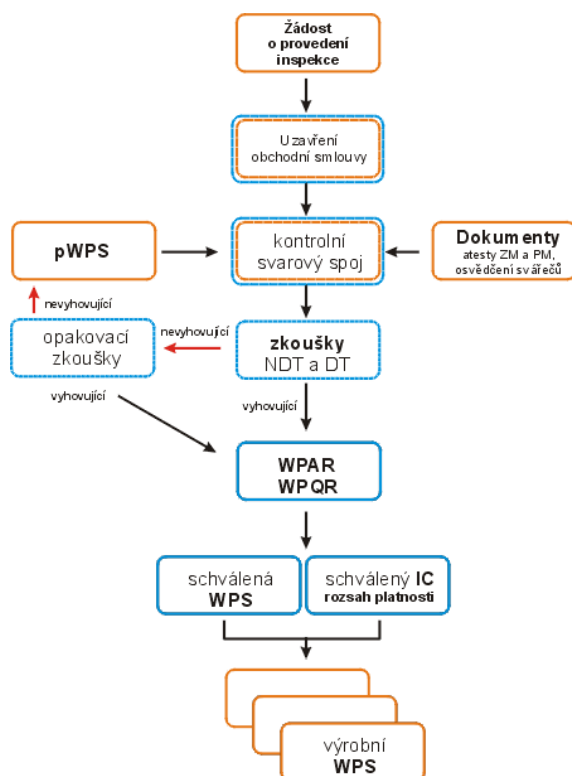 Žádost
o provedení
inspekce
Uzavření
obchodní smlouvy
pWPS
kontrolní
svarový spoj
Dokumenty
atesty ZM a PM,
osvědčení svářečů
nevyhovující
opakovací
zkoušky
nevyhovující
zkoušky
NDT a DT
vyhovující
vyhovující
WPAR
WPQR
schválená
WPS
schválený IC
rozsah platnosti
výrobní
WPS